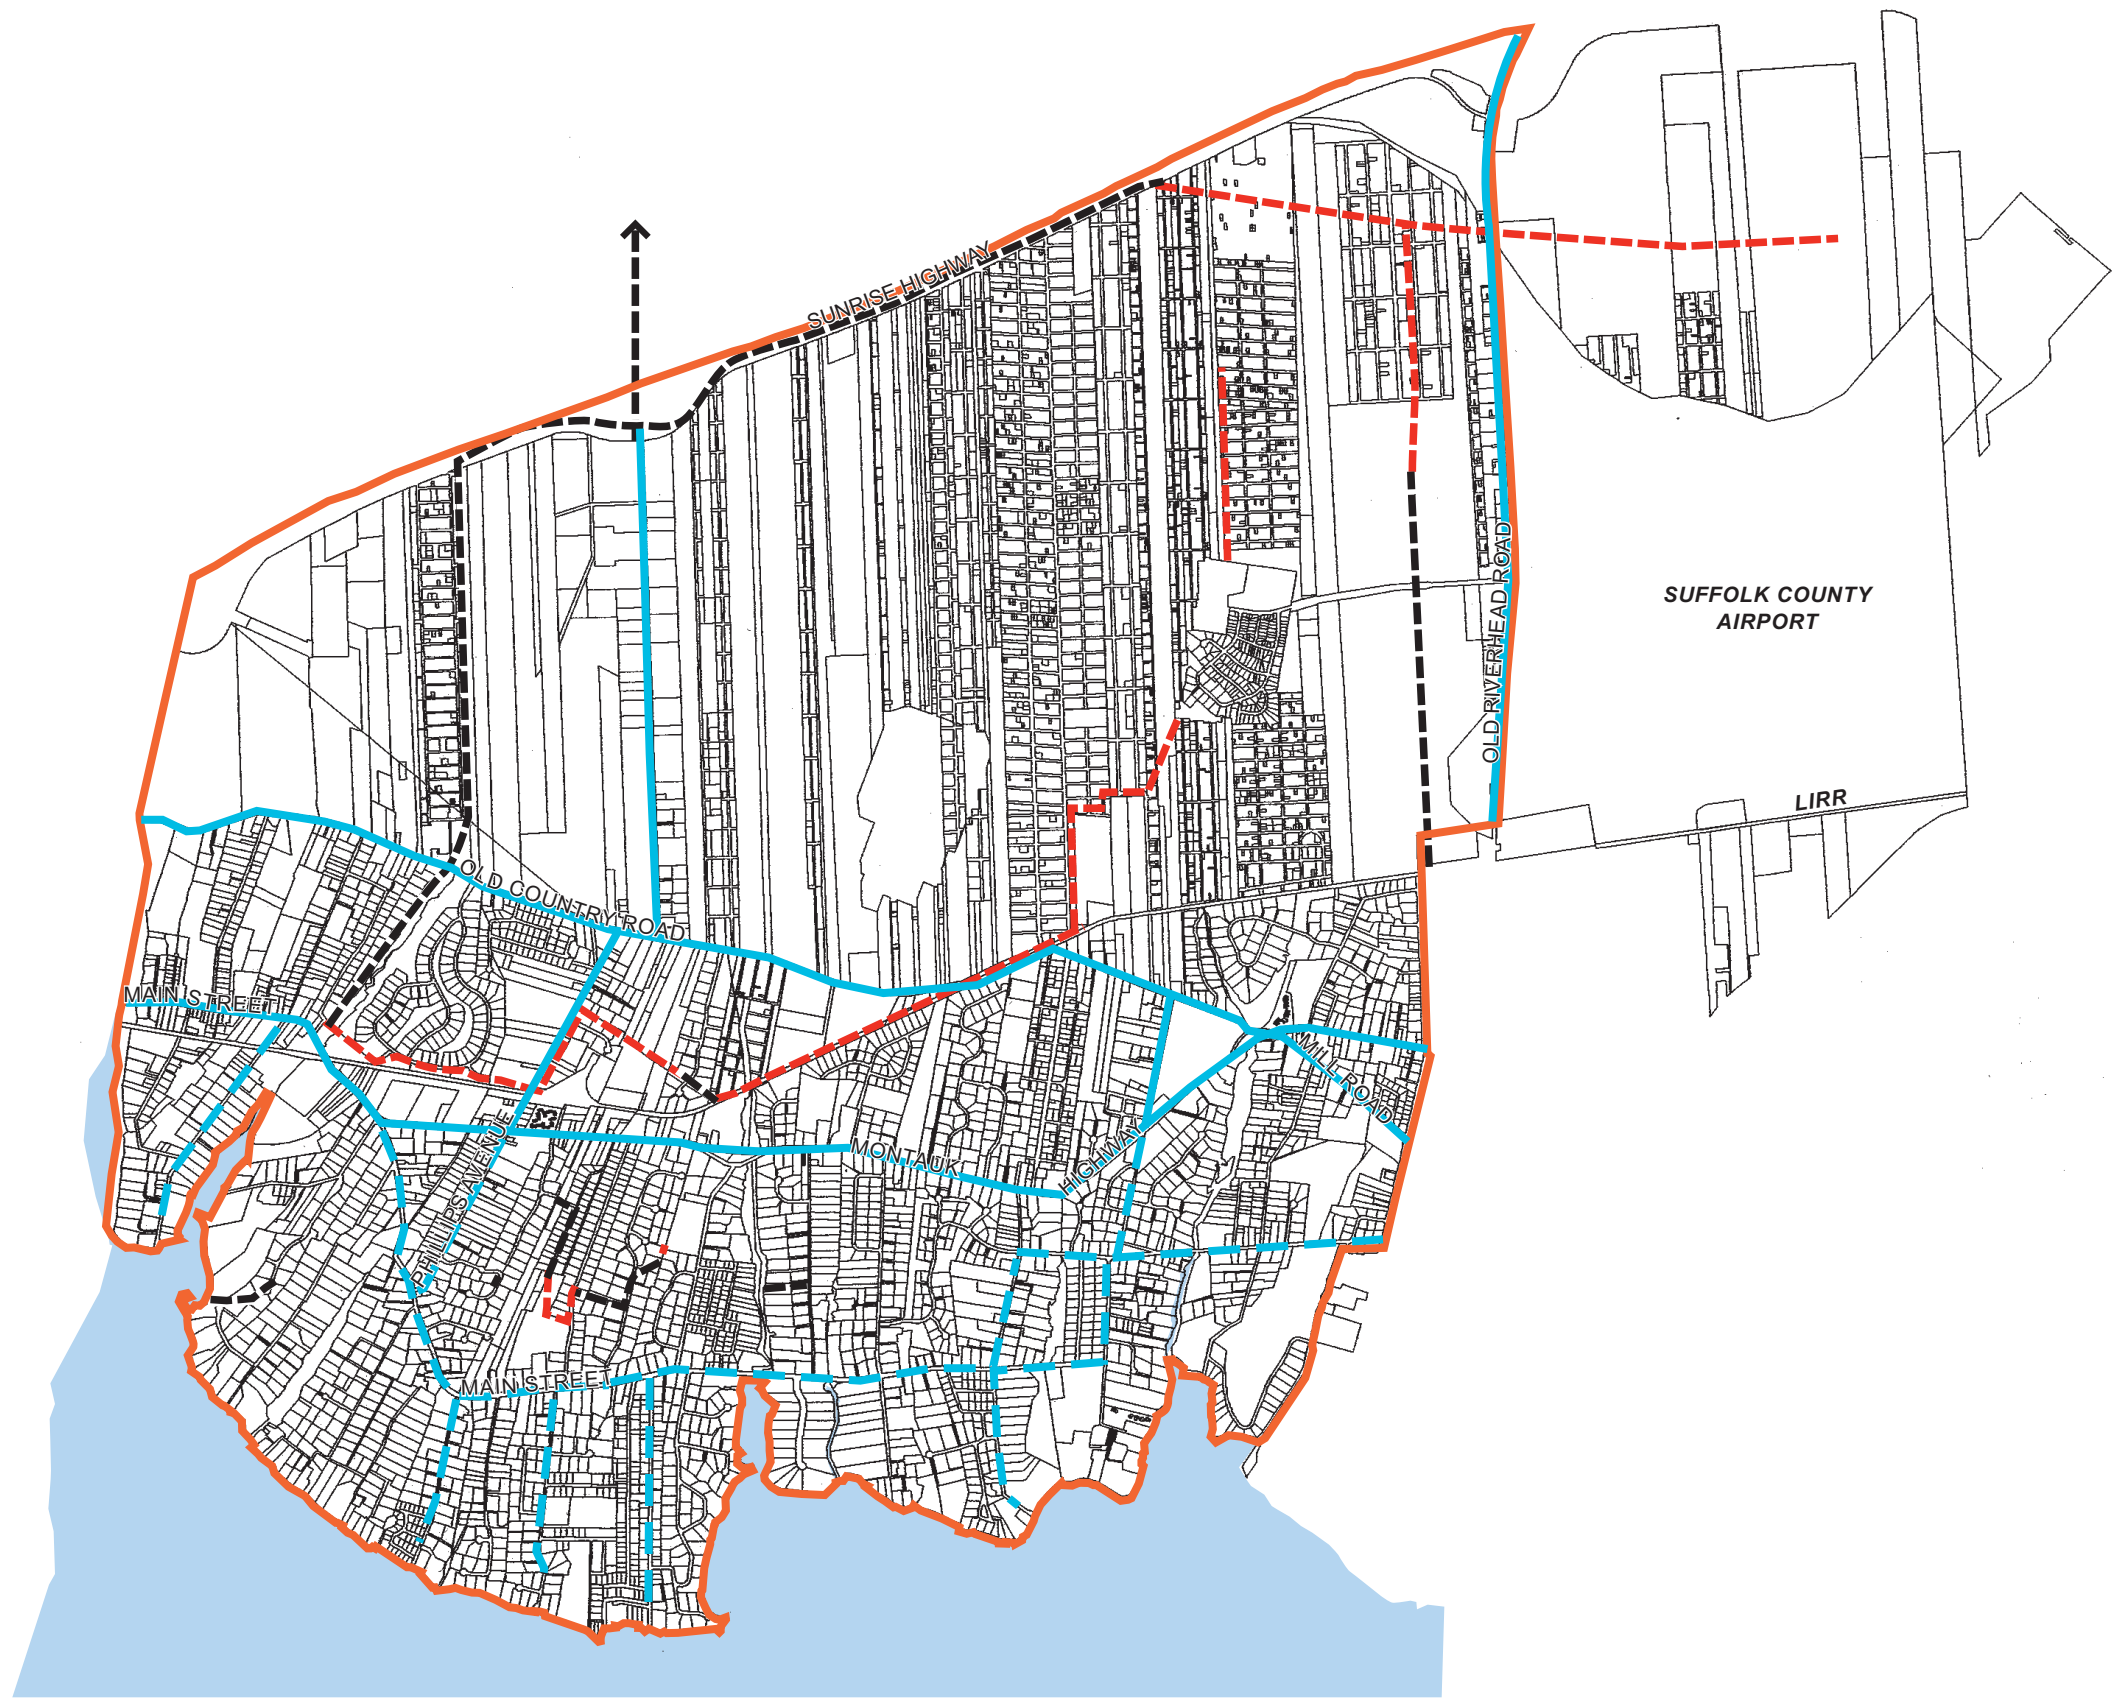 SUNRISE HIGHWAY
OLD RIVERHEAD ROAD
SUFFOLK COUNTY
AIRPORT
LIRR
OLD COUNTRY ROAD
MAIN STREET
MILL ROAD
PHILLIPS AVENUE
MONTAUK
HIGHWAY
MAIN STREET